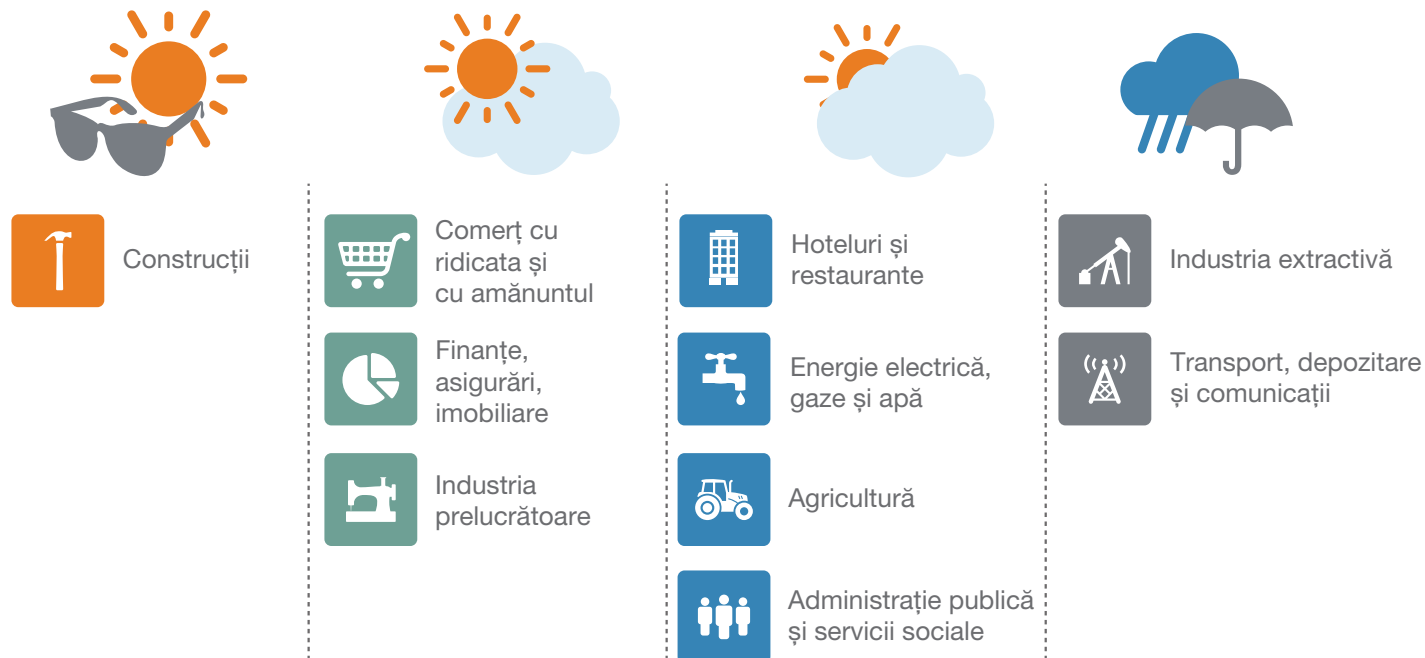 Construcții
Comerț cu
ridicata și
cu amănuntul
Finanțe,
asigurări,
imobiliare
Industria
prelucrătoare
Hoteluri și
restaurante
Energie electrică,
gaze și apă
Agricultură
Administrație publică
și servicii sociale
Industria extractivă
Transport, depozitare
și comunicații